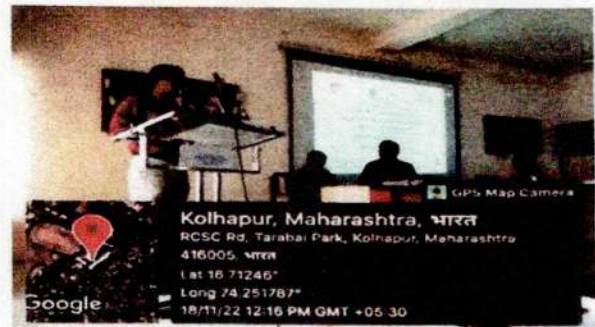 GPS Map Camera
Kolhapur, Maharashtra, भारत
RCSC Rd, Tarabai Park, Kolhapur, Maharashtra
416005, भारत
Lat 16.71246°
Long 74.251787°
18/11/22 12:16 PM GMT +05:30
Google